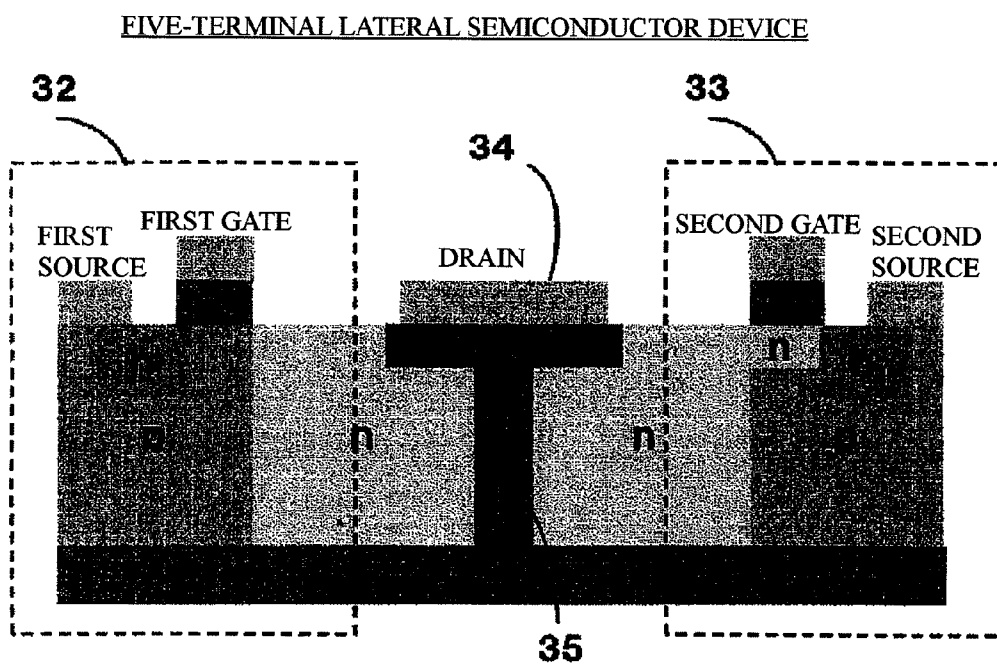 FIVE-TERMINAL LATERAL SEMICONDUCTOR DEVICE
32
33
34
FIRST GATE
SECOND GATE
FIRST
SOURCE
DRAIN
SECOND
SOURCE
n
n
n
35